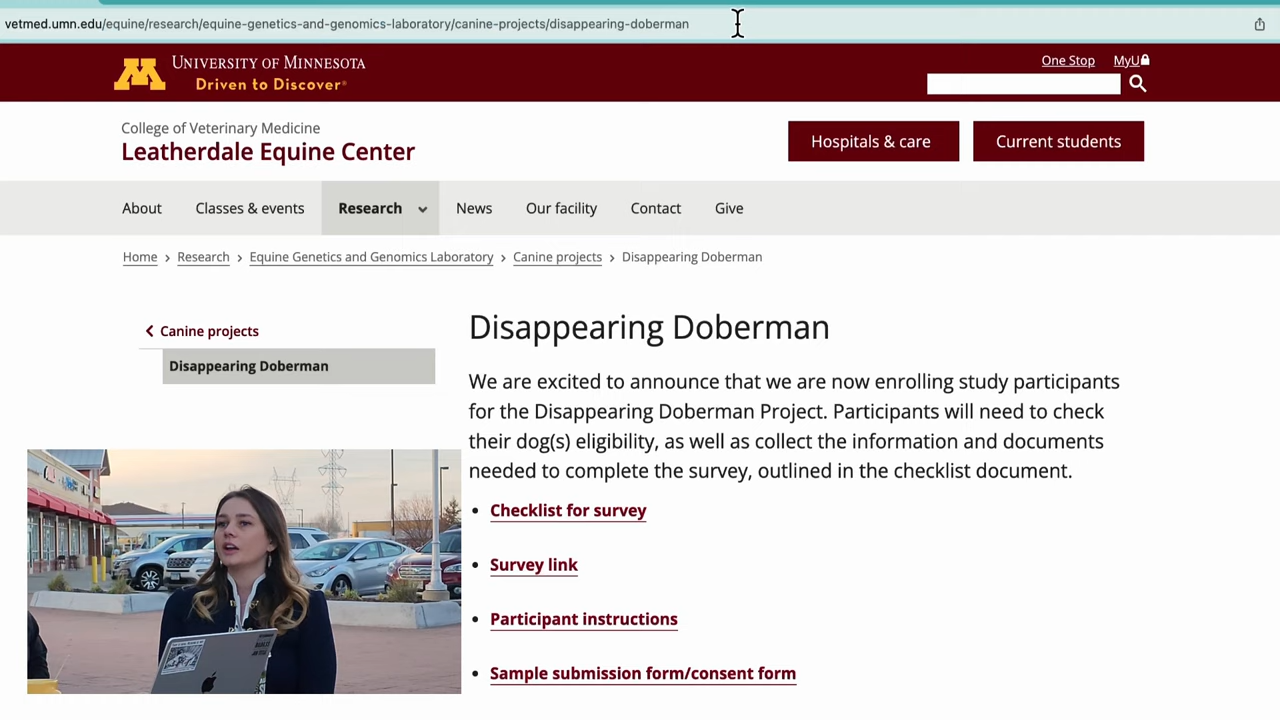 vetmed.umn.edu/equine/research/equine-genetics-and-genomics-laboratory/canine-projects/disappearing-doberman
UNIVERSITY OF MINNESOTA
Driven to Discover®
One Stop MyU
College of Veterinary Medicine
Leatherdale Equine Center
Hospitals & care
Current students
About Classes & events Research News Our facility Contact Give
Home › Research › Equine Genetics and Genomics Laboratory › Canine projects › Disappearing Doberman
Canine projects
Disappearing Doberman
Disappearing Doberman
We are excited to announce that we are now enrolling study participants
for the Disappearing Doberman Project. Participants will need to check
their dog(s) eligibility, as well as collect the information and documents
needed to complete the survey, outlined in the checklist document.
• Checklist for survey
• Survey link
• Participant instructions
• Sample submission form/consent form